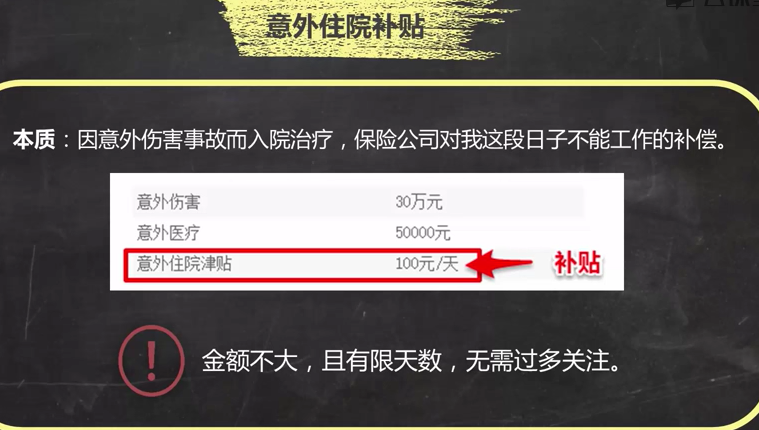 意外住院补贴
本质：因意外伤害事故而入院治疗，保险公司对我这段日子不能工作的补偿。
意外伤害 30万元
意外医疗 50000元
意外住院津贴 100元/天 补贴
金额不大，且有限天数，无需过多关注。